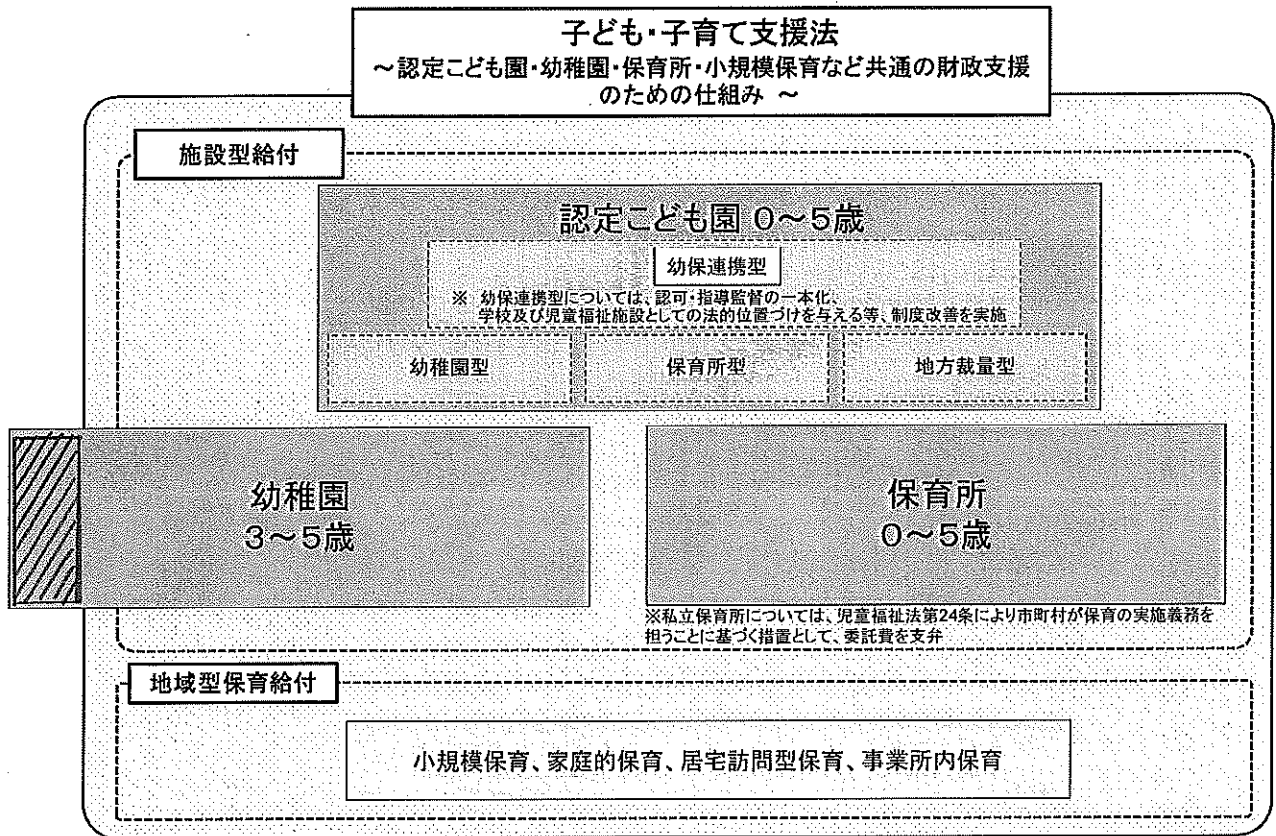 子ども・子育て支援法
～認定こども園・幼稚園・保育所・小規模保育など共通の財政支援
のための仕組み ～
施設型給付
認定こども園 0～5歳
幼保連携型
※ 幼保連携型については、認可・指導監督の一本化、
学校及び児童福祉施設としての法的位置づけを与える等、制度改善を実施
幼稚園型
保育所型
地方裁量型
幼稚園
3～5歳
保育所
0～5歳
※私立保育所については、児童福祉法第24条により市町村が保育の実施義務を
担うことに基づく措置として、委託費を支弁
地域型保育給付
小規模保育、家庭的保育、居宅訪問型保育、事業所内保育